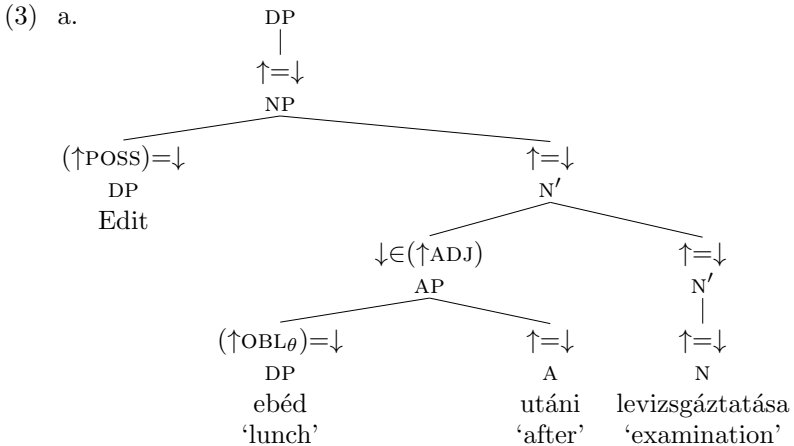 (3) a. DP
↑=↓
NP
(↑POSS)=↓ ↑=↓
DP N′
Edit
↓∈(↑ADJ) ↑=↓
AP N′
(↑OBLθ)=↓ ↑=↓ ↑=↓
DP A N
ebéd utáni levizsgáztatása
‘lunch’ ‘after’ ‘examination’